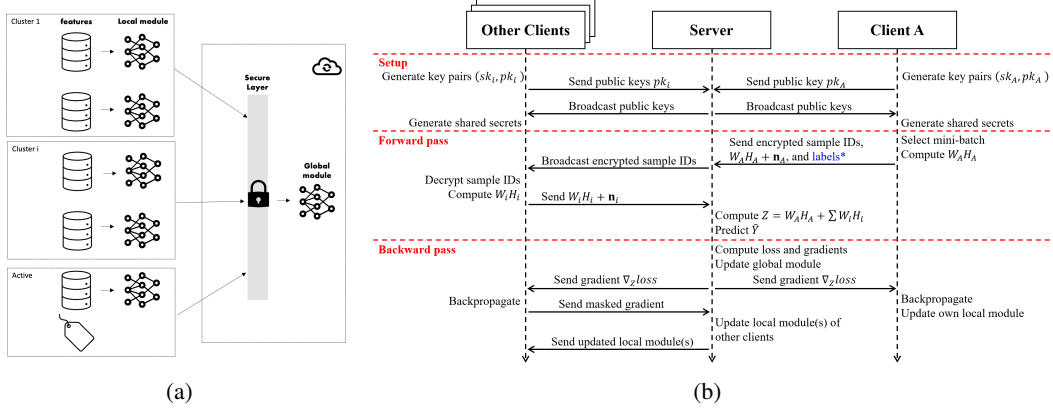 Cluster 1
features
Local module
Cluster i
Active
Secure
Layer
Global
module
(a)
Other Clients
Server
Client A
Setup
Generate key pairs (sk_i, pk_i)
Send public keys pk_i
Send public key pk_A
Generate key pairs (sk_A, pk_A)
Broadcast public keys
Broadcast public keys
Generate shared secrets
Generate shared secrets
Forward pass
Select mini-batch
Compute W_A H_A
Send encrypted sample IDs,
W_A H_A + n_A, and labels*
Broadcast encrypted sample IDs
Decrypt sample IDs
Compute W_i H_i
Send W_i H_i + n_i
Compute Z = W_A H_A + ∑ W_i H_i
Predict Ŷ
Backward pass
Compute loss and gradients
Update global module
Send gradient ∇_Z loss
Send gradient ∇_Z loss
Backpropagate
Backpropagate
Update own local module
Send masked gradient
Update local module(s) of
other clients
Send updated local module(s)
(b)